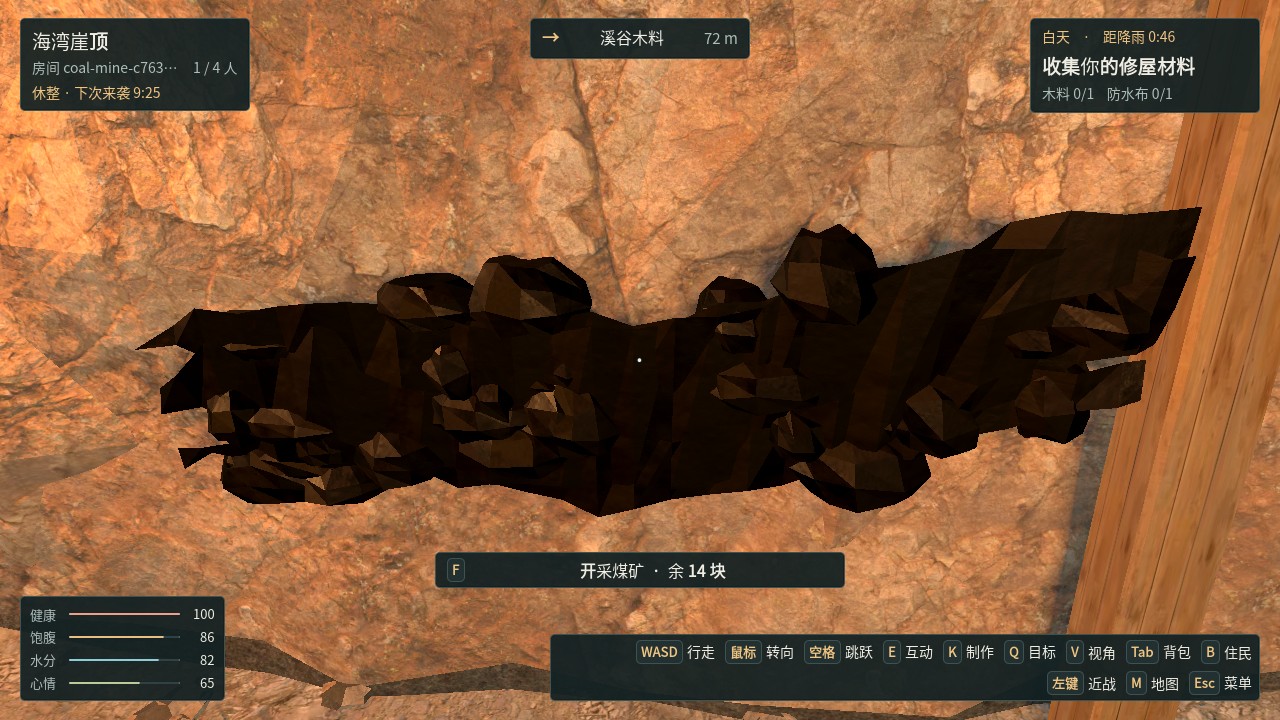 海湾崖顶
房间 coal-mine-c763… 1 / 4 人
休整 · 下次来袭 9:25
→ 溪谷木料 72 m
白天 · 距降雨 0:46
收集你的修屋材料
木料 0/1 防水布 0/1
F 开采煤矿 · 余 14 块
健康 100
饱腹 86
水分 82
心情 65
WASD 行走 鼠标 转向 空格 跳跃 E 互动 K 制作 Q 目标 V 视角 Tab 背包 B 住民
左键 近战 M 地图 Esc 菜单